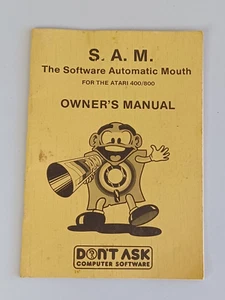 S. A. M.
The Software Automatic Mouth
FOR THE ATARI 400/800
OWNER'S MANUAL
DON'T ASK
COMPUTER SOFTWARE